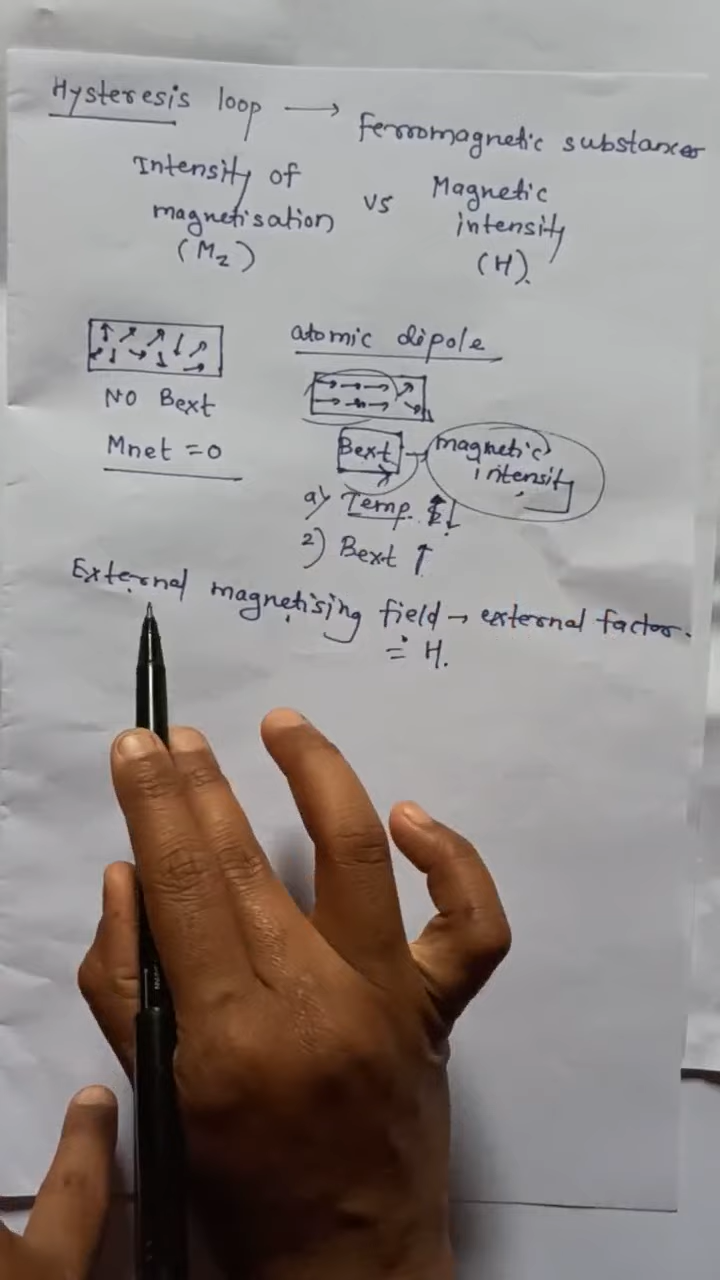 Hysteresis loop → ferromagnetic substances
Intensity of magnetisation (Mz) vs Magnetic intensity (H).
atomic dipole
NO Bext
Mnet = 0
Bext → magnetic intensity
a) Temp ↓
2) Bext ↑
External magnetising field → external factor.
= H.